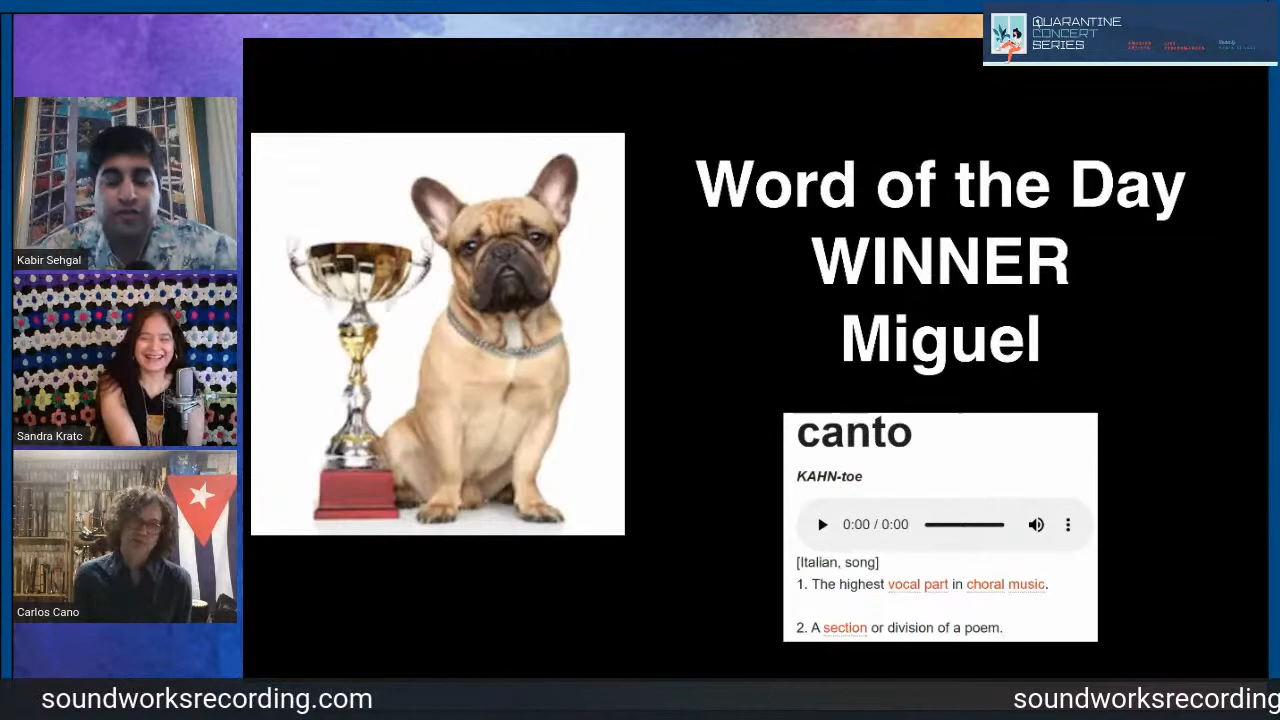 QUARANTINE
CONCERT
SERIES
Word of the Day
WINNER
Miguel
Kabir Sehgal
Sandra Kratc
Carlos Cano
canto
KAHN-toe
0:00 / 0:00
[Italian, song]
1. The highest vocal part in choral music.
2. A section or division of a poem.
soundworksrecording.com
soundworksrecording